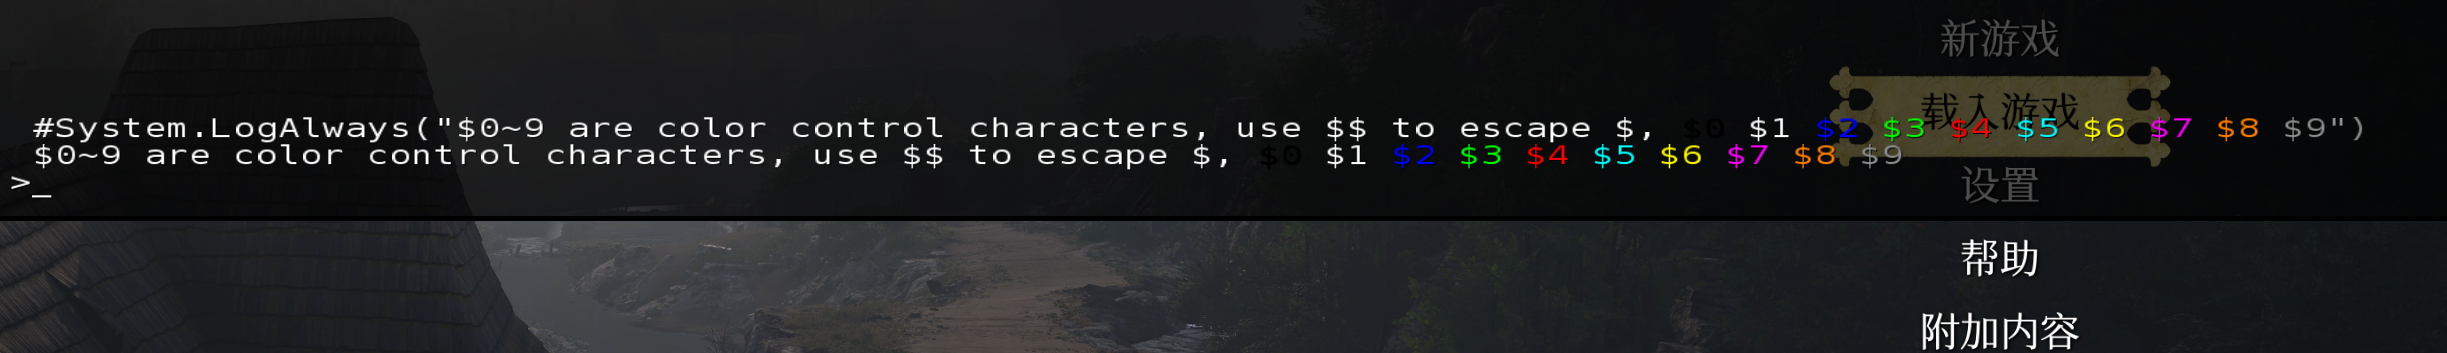 新游戏
载入游戏
#System.LogAlways("$0~9 are color control characters, use $$ to escape $, $0 $1 $2 $3 $4 $5 $6 $7 $8 $9")
$0~9 are color control characters, use $$ to escape $, $0 $1 $2 $3 $4 $5 $6 $7 $8 $9
>_
设置
帮助
附加内容